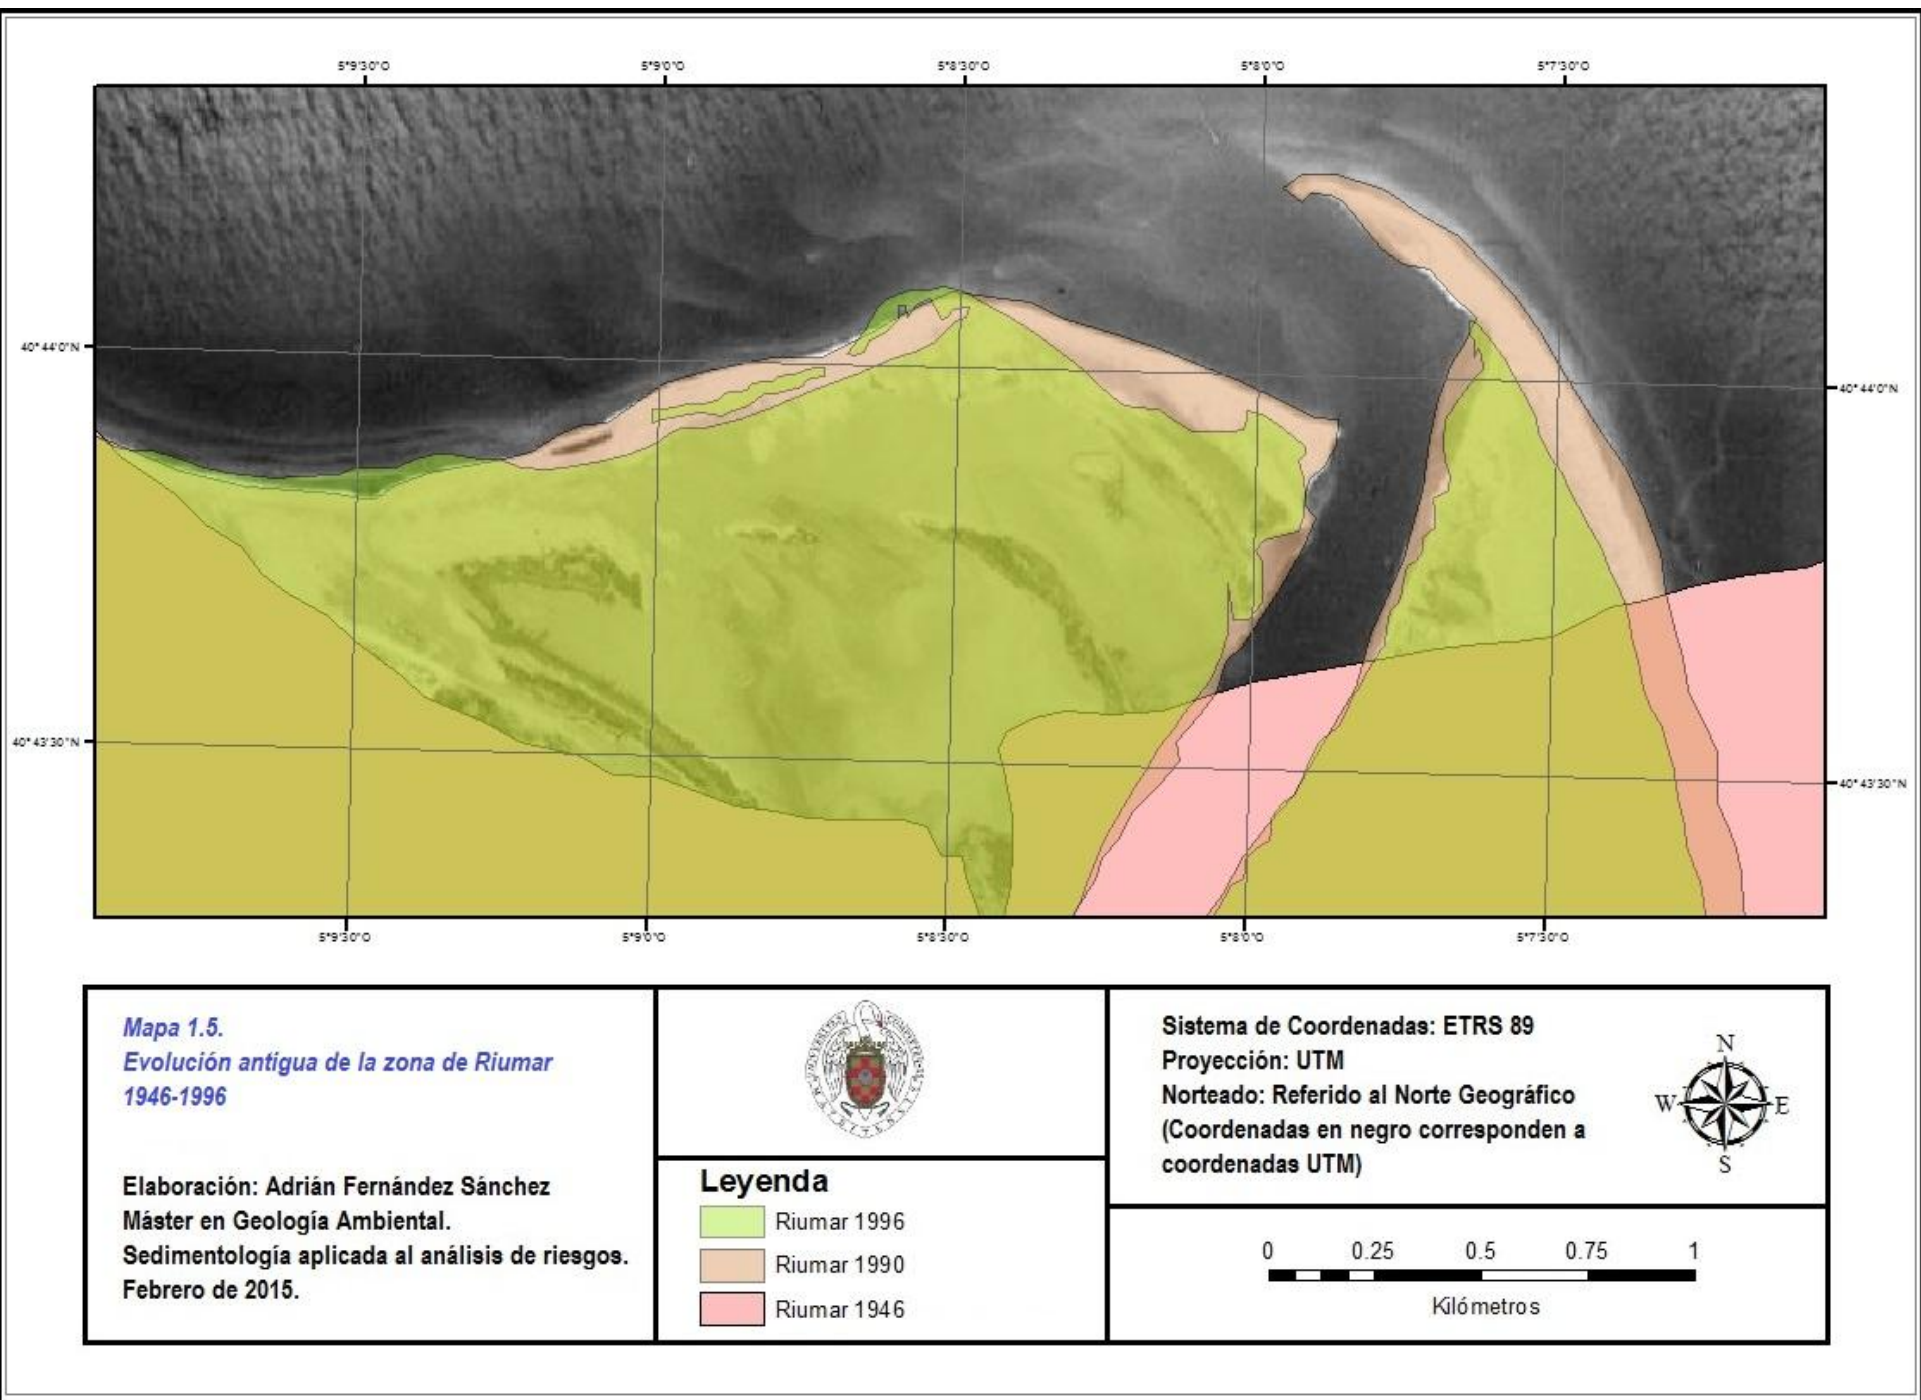 5°9'30"O 5°9'0"O 5°8'30"O 5°8'0"O 5°7'30"O
40°44'0"N
40°44'0"N
40°43'30"N
40°43'30"N
5°9'30"O 5°9'0"O 5°8'30"O 5°8'0"O 5°7'30"O
Mapa 1.5.
Evolución antigua de la zona de Riumar
1946-1996
Elaboración: Adrián Fernández Sánchez
Máster en Geología Ambiental.
Sedimentología aplicada al análisis de riesgos.
Febrero de 2015.
Leyenda
Riumar 1996
Riumar 1990
Riumar 1946
Sistema de Coordenadas: ETRS 89
Proyección: UTM
Norteado: Referido al Norte Geográfico
(Coordenadas en negro corresponden a
coordenadas UTM)
N
W E
S
0 0.25 0.5 0.75 1
Kilómetros